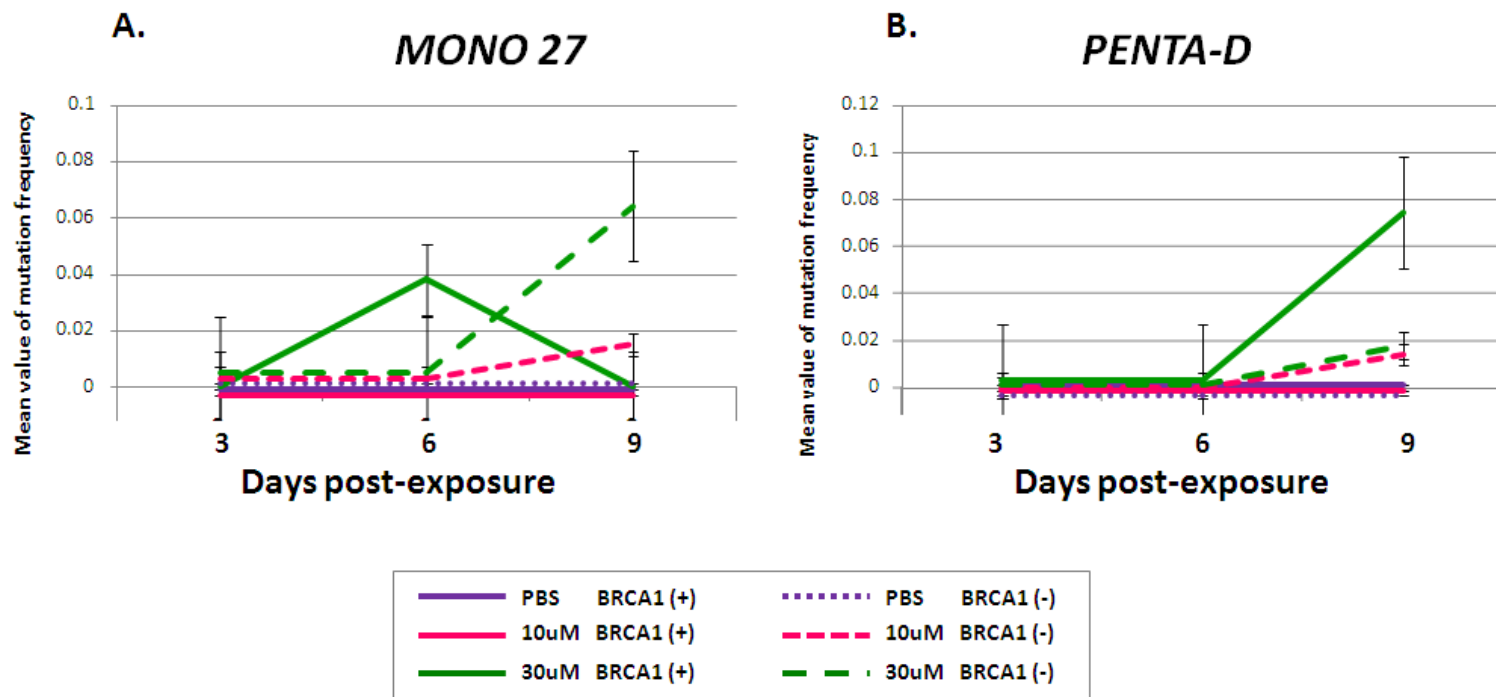 A.
MONO 27
Mean value of mutation frequency
0.1
0.08
0.06
0.04
0.02
0
3 6 9
Days post-exposure
B.
PENTA-D
Mean value of mutation frequency
0.12
0.1
0.08
0.06
0.04
0.02
0
3 6 9
Days post-exposure
PBS BRCA1 (+) PBS BRCA1 (-)
10uM BRCA1 (+) 10uM BRCA1 (-)
30uM BRCA1 (+) 30uM BRCA1 (-)